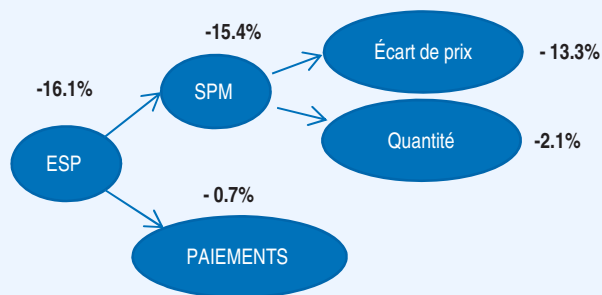 -15.4%
Écart de prix
- 13.3%
-16.1%
SPM
Quantité
-2.1%
ESP
- 0.7%
PAIEMENTS